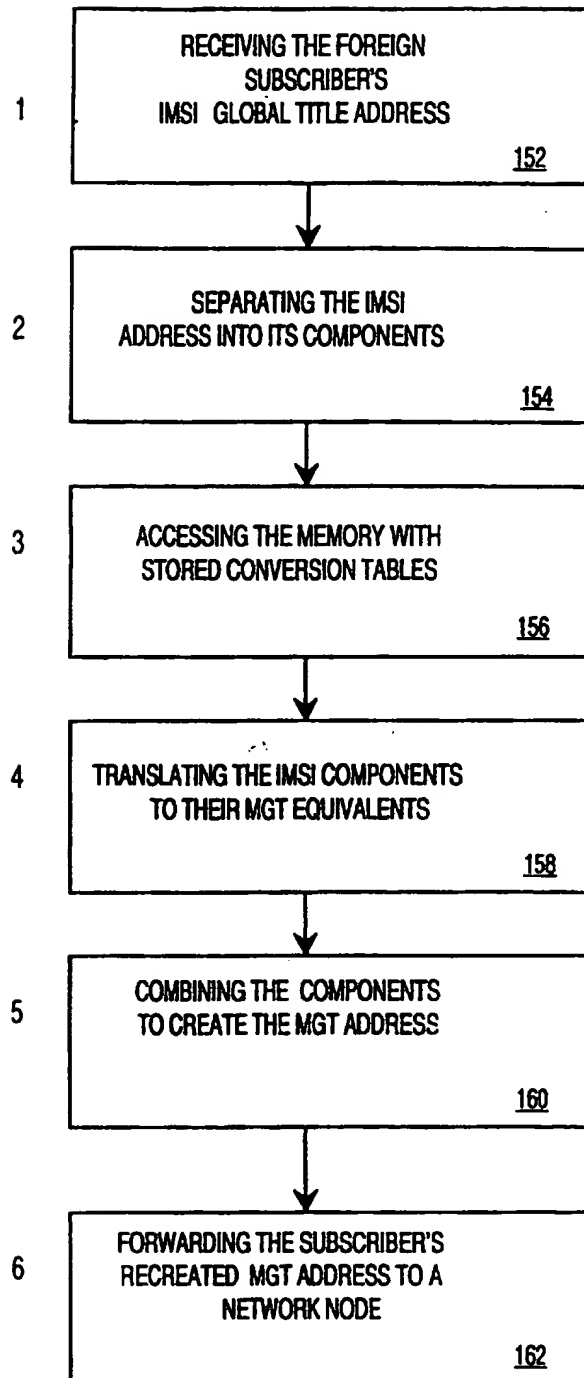 1
RECEIVING THE FOREIGN
SUBSCRIBER'S
IMSI GLOBAL TITLE ADDRESS
152
2
SEPARATING THE IMSI
ADDRESS INTO ITS COMPONENTS
154
3
ACCESSING THE MEMORY WITH
STORED CONVERSION TABLES
156
4
TRANSLATING THE IMSI COMPONENTS
TO THEIR MGT EQUIVALENTS
158
5
COMBINING THE COMPONENTS
TO CREATE THE MGT ADDRESS
160
6
FORWARDING THE SUBSCRIBER'S
RECREATED MGT ADDRESS TO A
NETWORK NODE
162